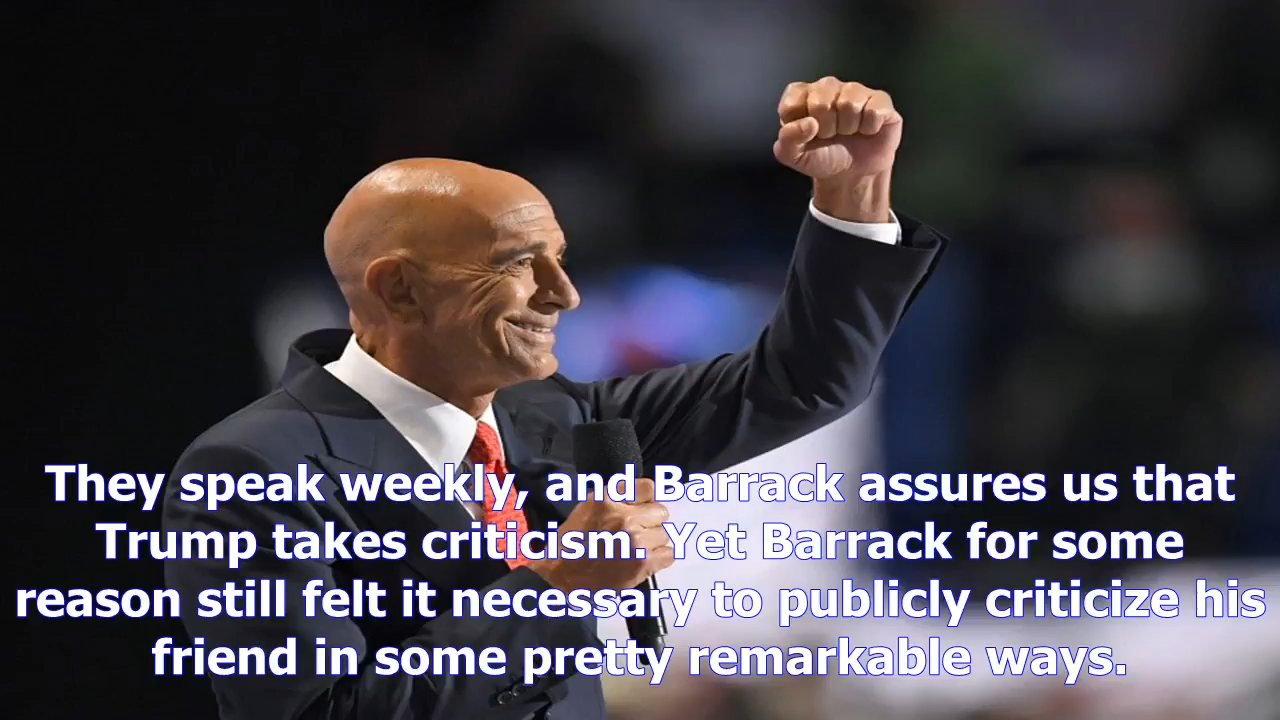 They speak weekly, and Barrack assures us that
Trump takes criticism. Yet Barrack for some
reason still felt it necessary to publicly criticize his
friend in some pretty remarkable ways.